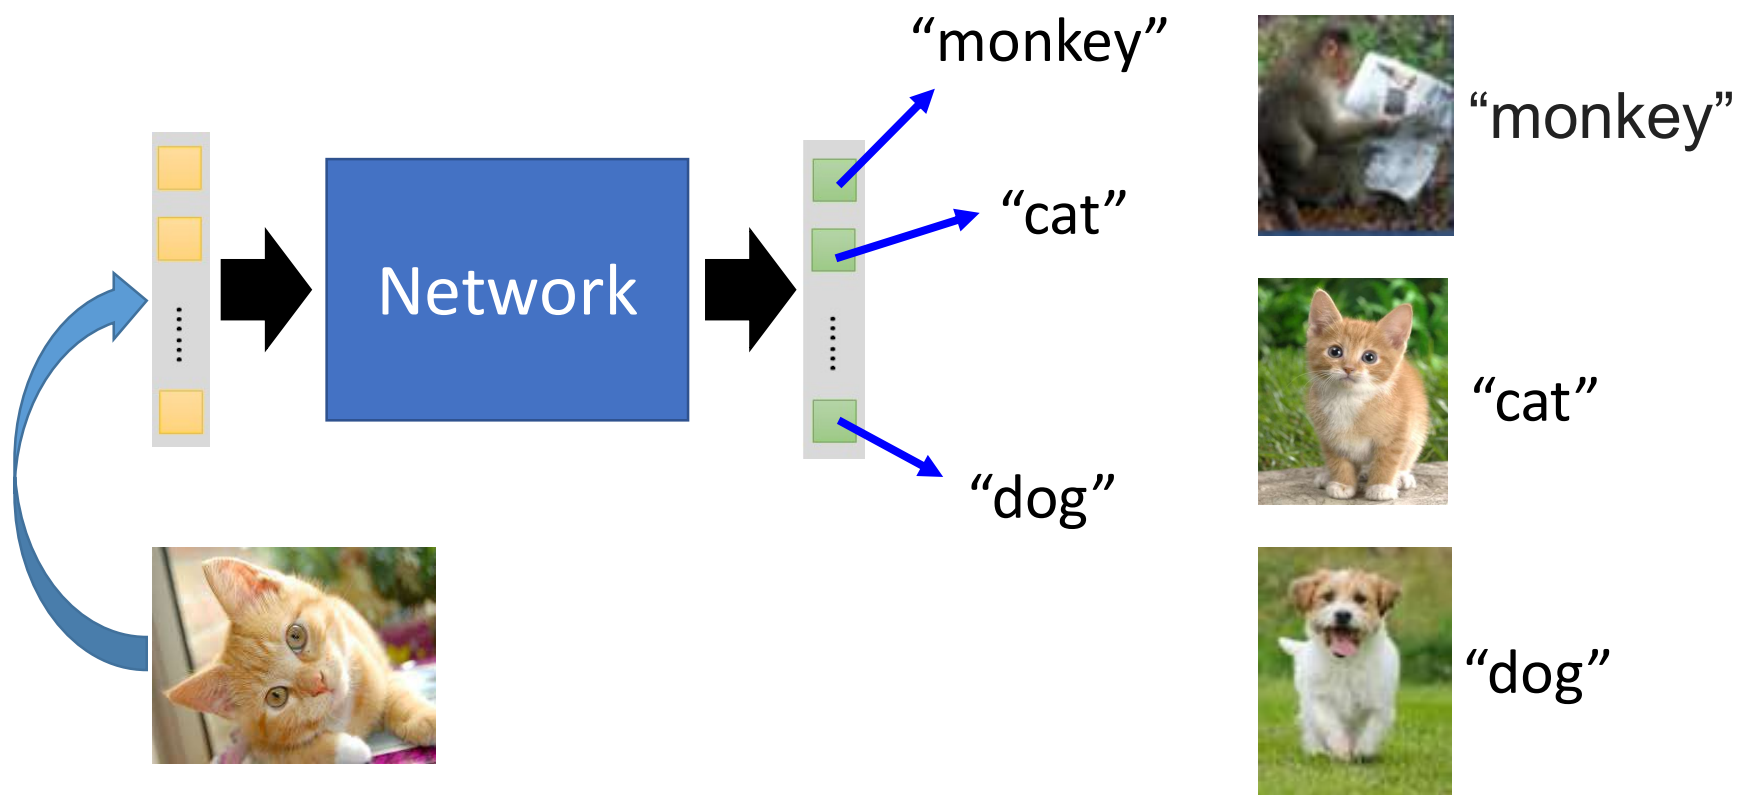 “monkey”
“cat”
“dog”
Network
“monkey”
“cat”
“dog”